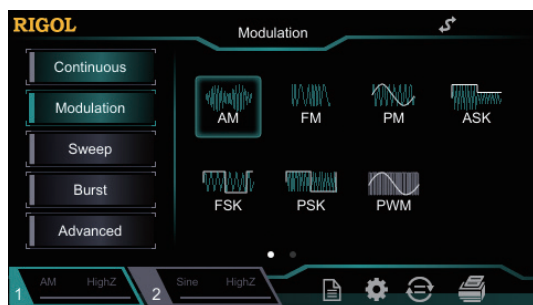 RIGOL
Modulation
Continuous
Modulation
Sweep
Burst
Advanced
AM FM PM ASK
FSK PSK PWM
1 AM HighZ 2 Sine HighZ